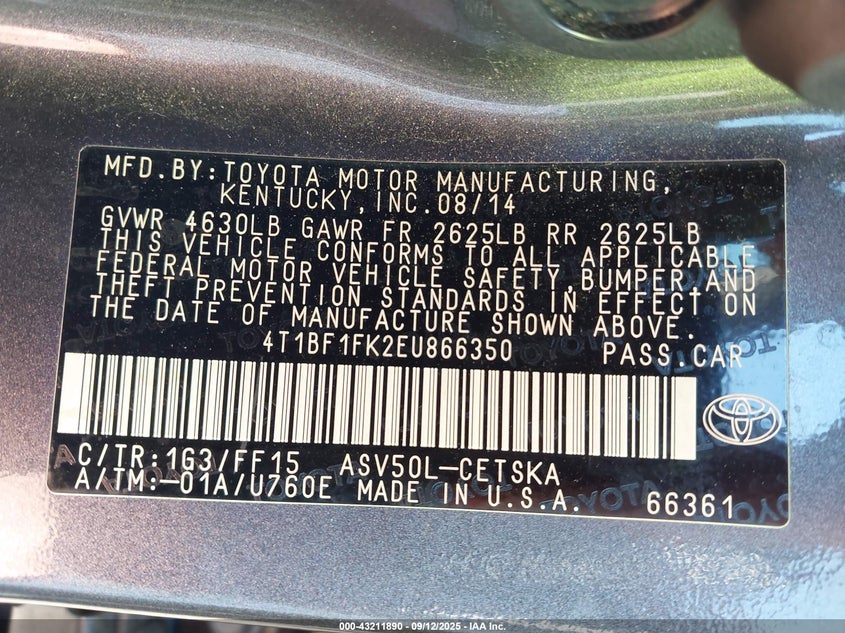 MFD.BY:TOYOTA MOTOR MANUFACTURING,
KENTUCKY,INC.08/14
GVWR 4630LB GAWR FR 2625LB RR 2625LB
THIS VEHICLE CONFORMS TO ALL APPLICABLE
FEDERAL MOTOR VEHICLE SAFETY,BUMPER,AND
THEFT PREVENTION STANDARDS IN EFFECT ON
THE DATE OF MANUFACTURE SHOWN ABOVE.
4T1BF1FK2EU866350 PASS.CAR
C/TR:1G3/FF15 ASV50L-CETSKA
A/TM:-01A/U760E MADE IN U.S.A. 66361
000-43211890 - 09/12/2025 - IAA Inc.